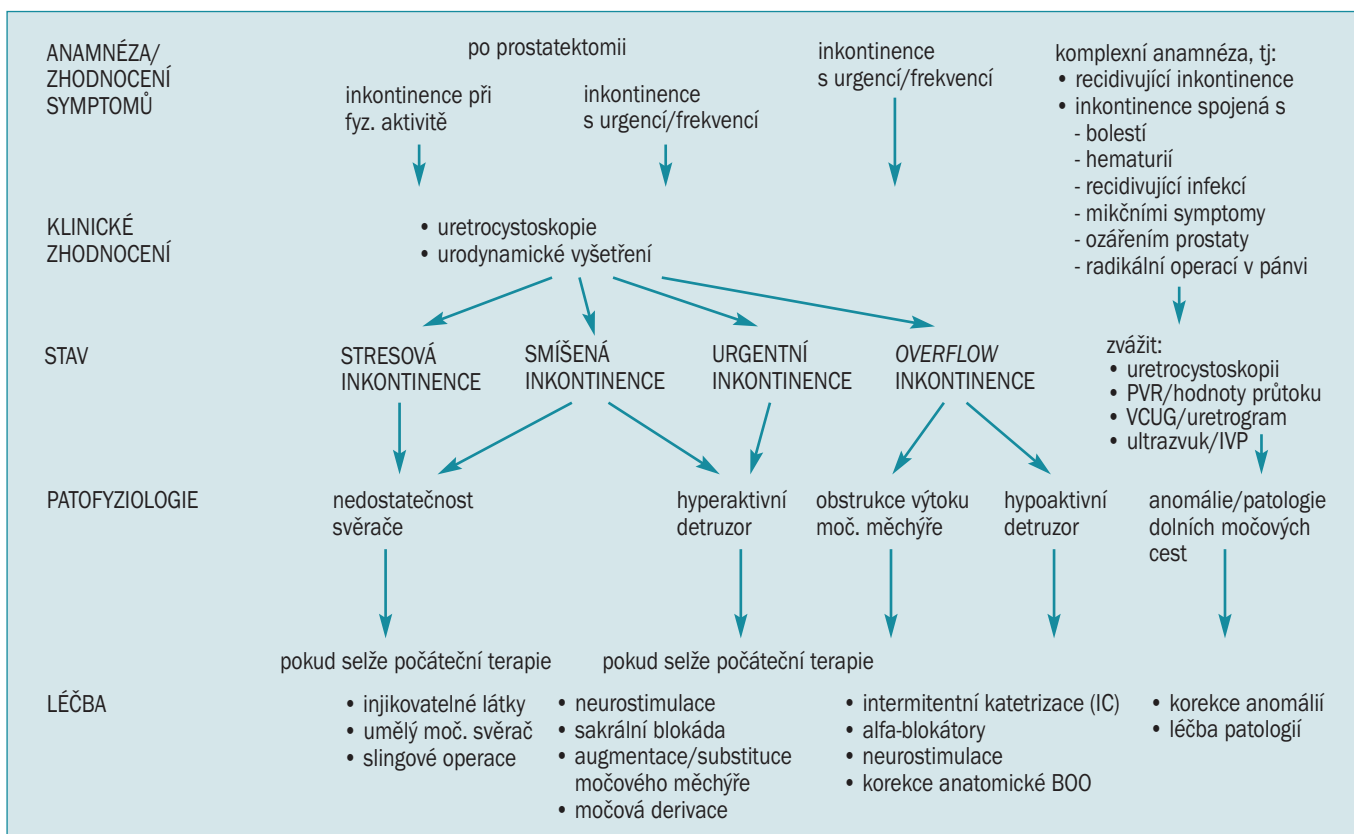 ANAMNÉZA/
ZHODNOCENÍ
SYMPTOMŮ
po prostatektomii
inkontinence při
fyz. aktivitě
inkontinence
s urgencí/frekvencí
inkontinence
s urgencí/frekvencí
komplexní anamnéza, tj:
• recidivující inkontinence
• inkontinence spojená s
- bolestí
- hematurií
- recidivující infekcí
- mikčními symptomy
- ozářením prostaty
- radikální operací v pánvi
KLINICKÉ
ZHODNOCENÍ
• uretrocystoskopie
• urodynamické vyšetření
STAV
STRESOVÁ
INKONTINENCE
SMÍŠENÁ
INKONTINENCE
URGENTNÍ
INKONTINENCE
OVERFLOW
INKONTINENCE
zvážit:
• uretrocystoskopii
• PVR/hodnoty průtoku
• VCUG/uretrogram
• ultrazvuk/IVP
PATOFYZIOLOGIE
nedostatečnost
svěrače
hyperaktivní
detruzor
obstrukce výtoku
moč. měchýře
hypoaktivní
detruzor
anomálie/patologie
dolních močových
cest
LÉČBA
pokud selže počáteční terapie
• injikovatelné látky
• umělý moč. svěrač
• slingové operace
pokud selže počáteční terapie
• neurostimulace
• sakrální blokáda
• augmentace/substituce
močového měchýře
• močová derivace
• intermitentní katetrizace (IC)
• alfa-blokátory
• neurostimulace
• korekce anatomické BOO
• korekce anomálií
• léčba patologií